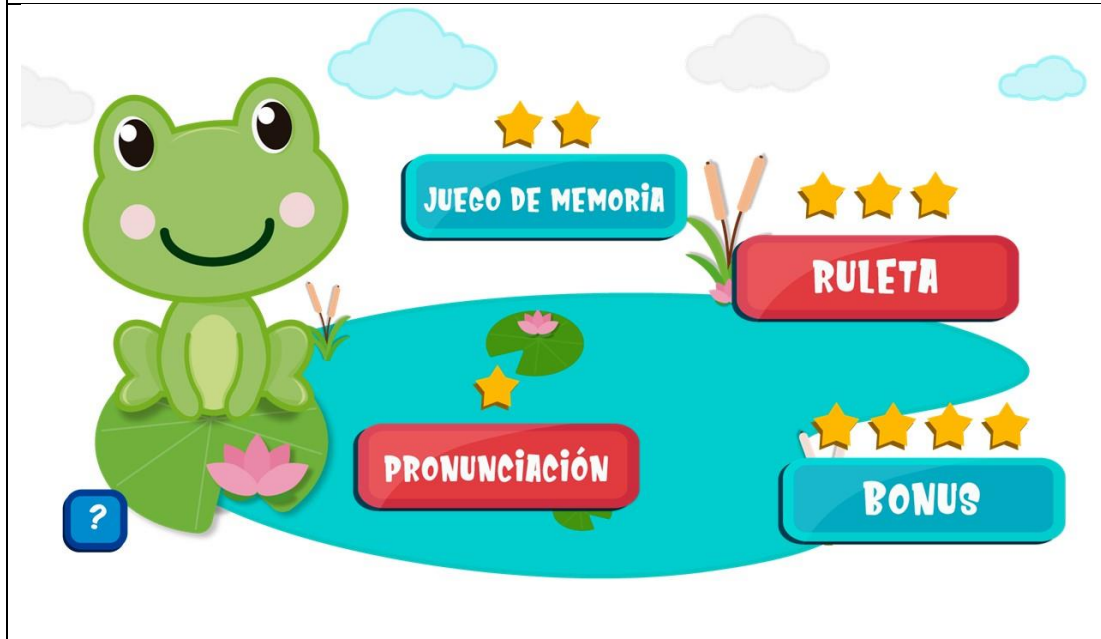 JUEGO DE MEMORiA
RULETA
PRONUNCiACiÓN
BONUS
?